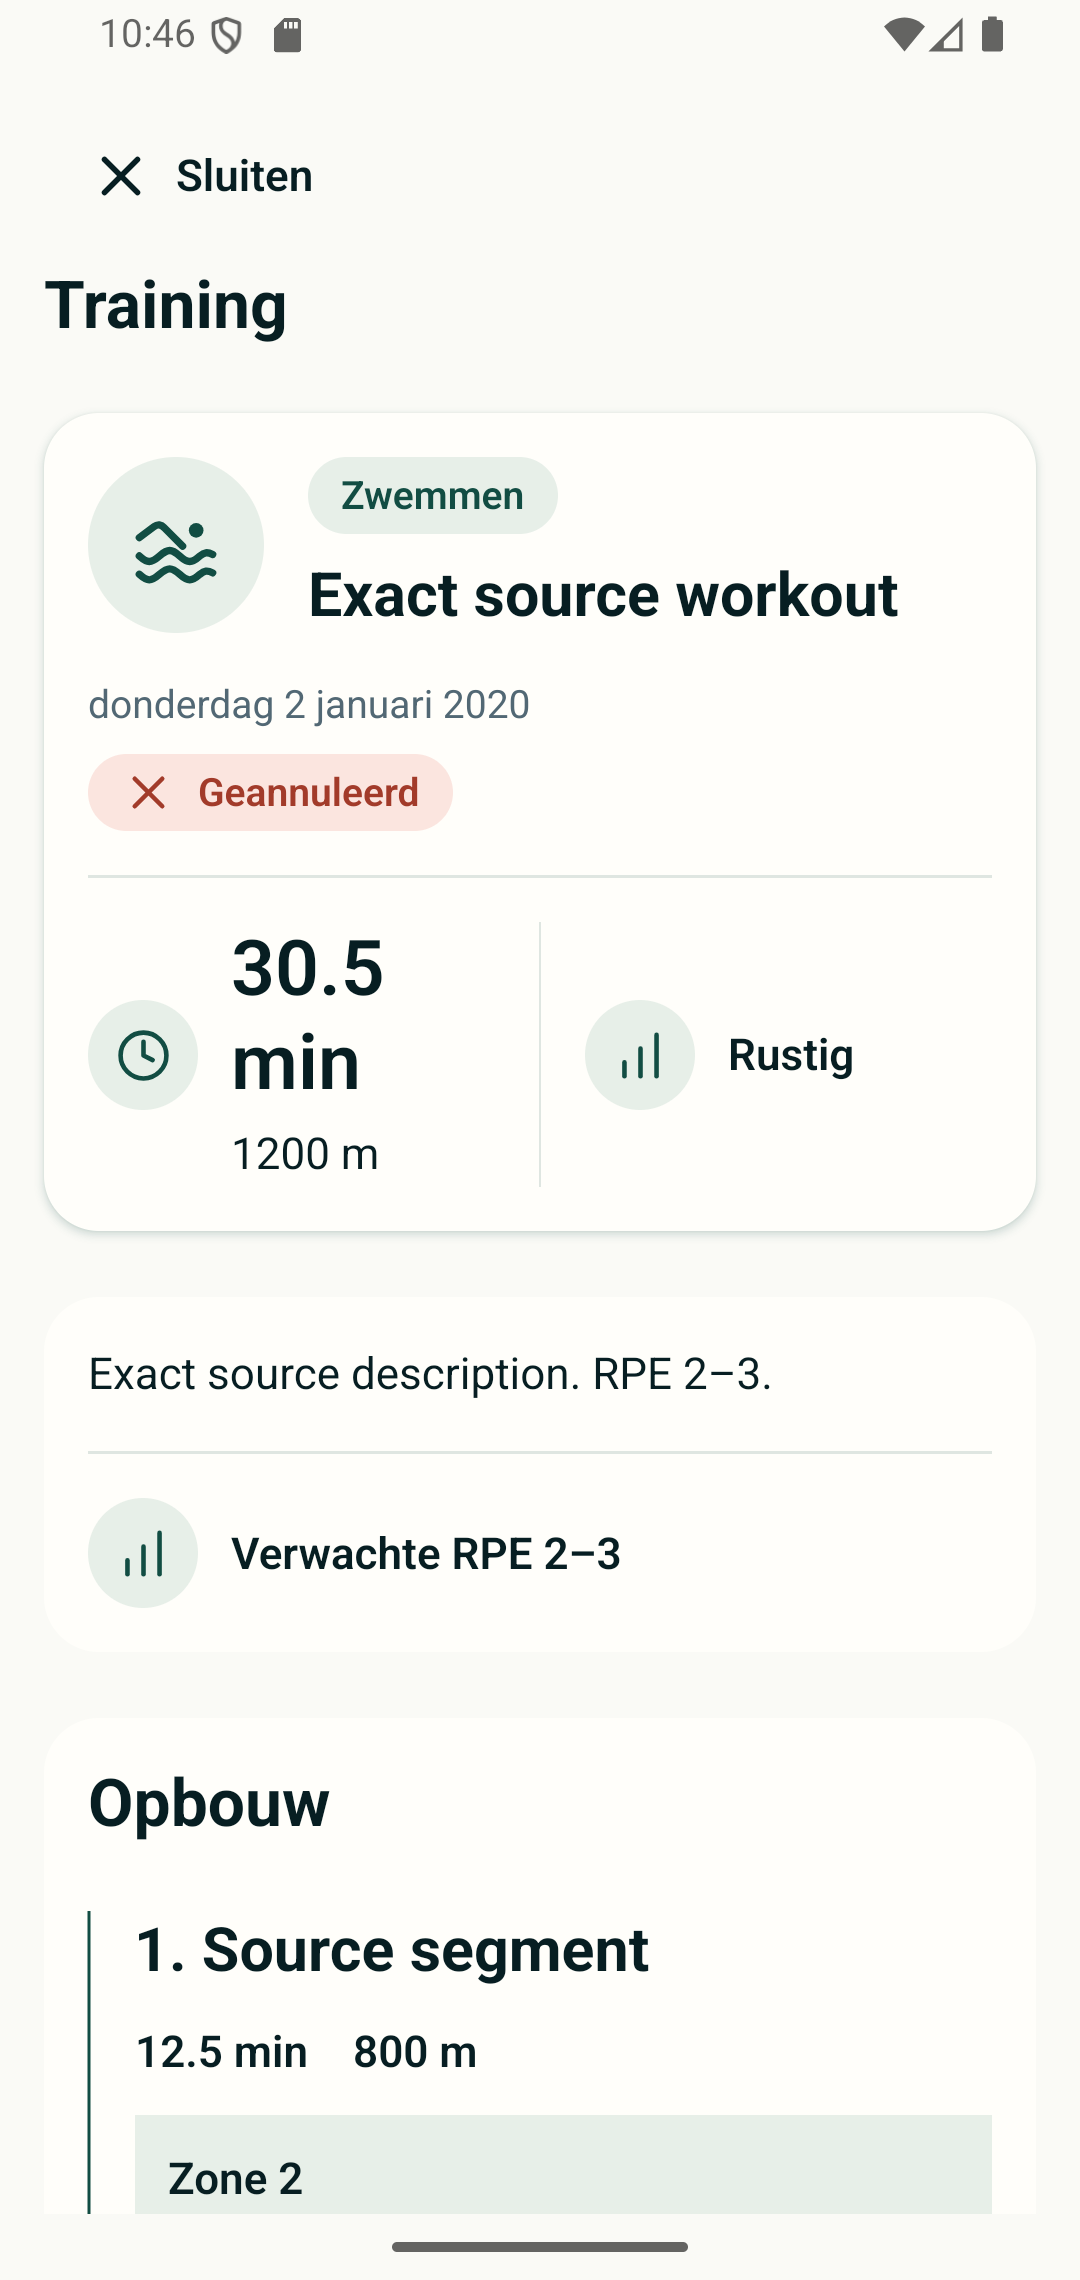 10:46
Sluiten
Training
Zwemmen
Exact source workout
donderdag 2 januari 2020
Geannuleerd
30.5
min
1200 m
Rustig
Exact source description. RPE 2–3.
Verwachte RPE 2–3
Opbouw
1. Source segment
12.5 min 800 m
Zone 2